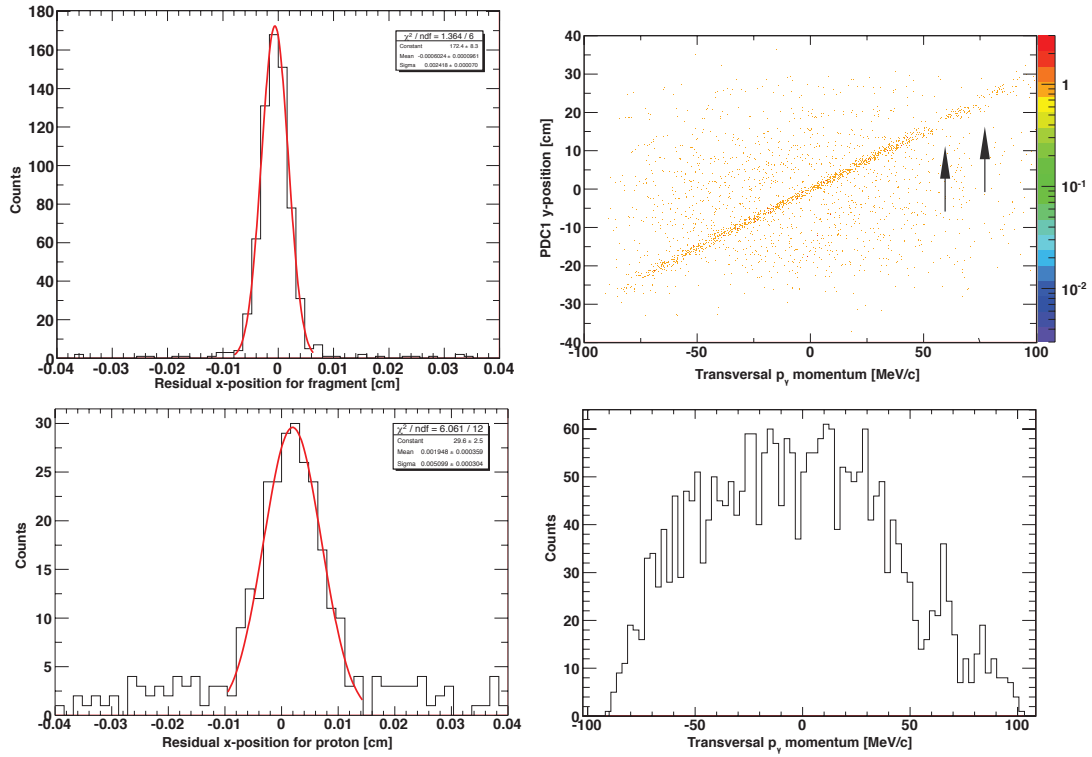 180
160
140
120
100
80
60
40
20
0
Counts
χ² / ndf = 1.364 / 6
Constant 172.4 ± 8.3
Mean -0.0006024 ± 0.0000961
Sigma 0.002418 ± 0.000070
-0.04 -0.03 -0.02 -0.01 0 0.01 0.02 0.03 0.04
Residual x-position for fragment [cm]
40
30
20
10
0
-10
-20
-30
-40
PDC1 y-position [cm]
-100 -50 0 50 100
Transversal pᵧ momentum [MeV/c]
1
10⁻¹
10⁻²
30
25
20
15
10
5
0
Counts
χ² / ndf = 6.061 / 12
Constant 29.6 ± 2.5
Mean 0.001948 ± 0.000359
Sigma 0.005099 ± 0.000304
-0.04 -0.03 -0.02 -0.01 0 0.01 0.02 0.03 0.04
Residual x-position for proton [cm]
60
50
40
30
20
10
0
Counts
-100 -50 0 50 100
Transversal pᵧ momentum [MeV/c]